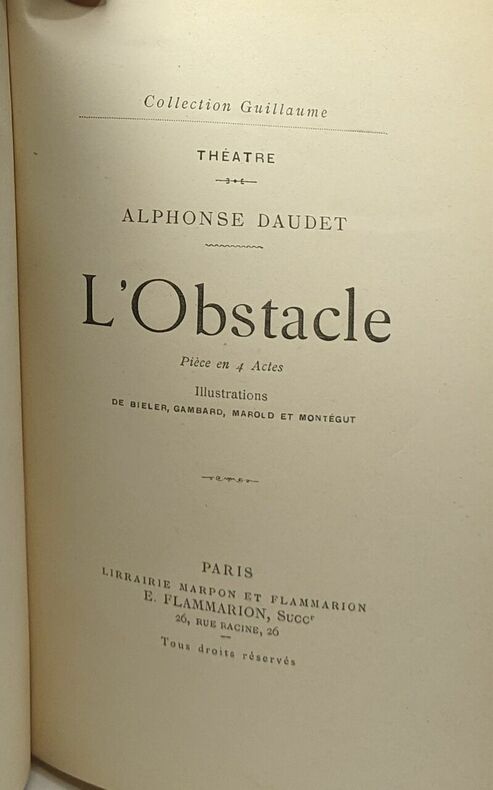 Collection Guillaume
THÉATRE
ALPHONSE DAUDET
L'Obstacle
Pièce en 4 Actes
Illustrations
DE BIELER, GAMBARD, MAROLD ET MONTÉGUT
PARIS
LIBRAIRIE MARPON ET FLAMMARION
E. FLAMMARION, SUCCr
26, RUE RACINE, 26
Tous droits réservés